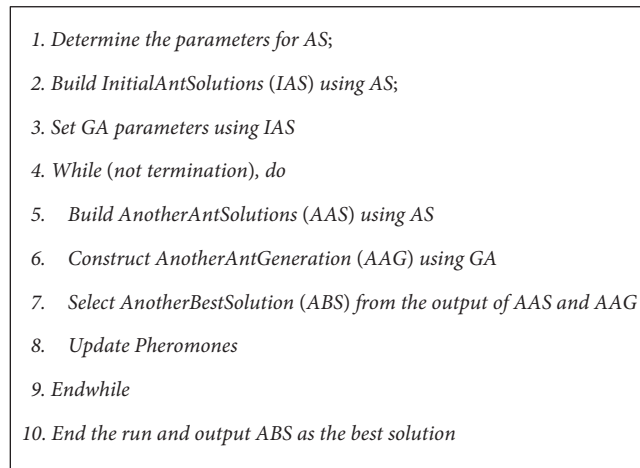 1. Determine the parameters for AS;
2. Build InitialAntSolutions (IAS) using AS;
3. Set GA parameters using IAS
4. While (not termination), do
5. Build AnotherAntSolutions (AAS) using AS
6. Construct AnotherAntGeneration (AAG) using GA
7. Select AnotherBestSolution (ABS) from the output of AAS and AAG
8. Update Pheromones
9. Endwhile
10. End the run and output ABS as the best solution